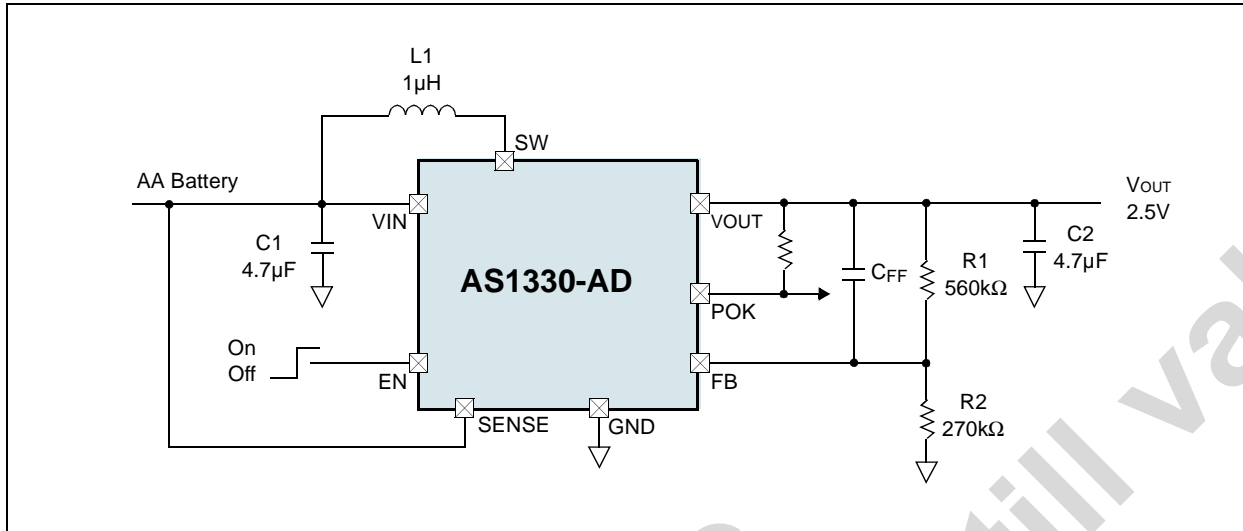 L1
1µH
SW
AA Battery
VIN
VOUT
VOUT
2.5V
C1
4.7µF
AS1330-AD
CFF
R1
560kΩ
C2
4.7µF
POK
On
Off
EN
FB
SENSE
GND
R2
270kΩ
still